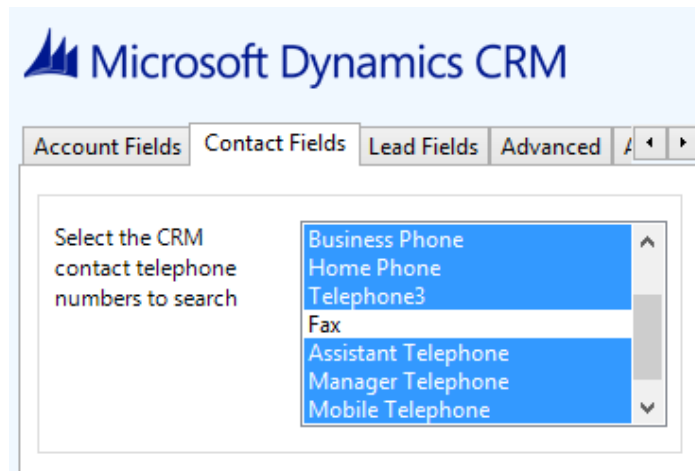 Microsoft Dynamics CRM
Account Fields
Contact Fields
Lead Fields
Advanced
Select the CRM
contact telephone
numbers to search
Business Phone
Home Phone
Telephone3
Fax
Assistant Telephone
Manager Telephone
Mobile Telephone